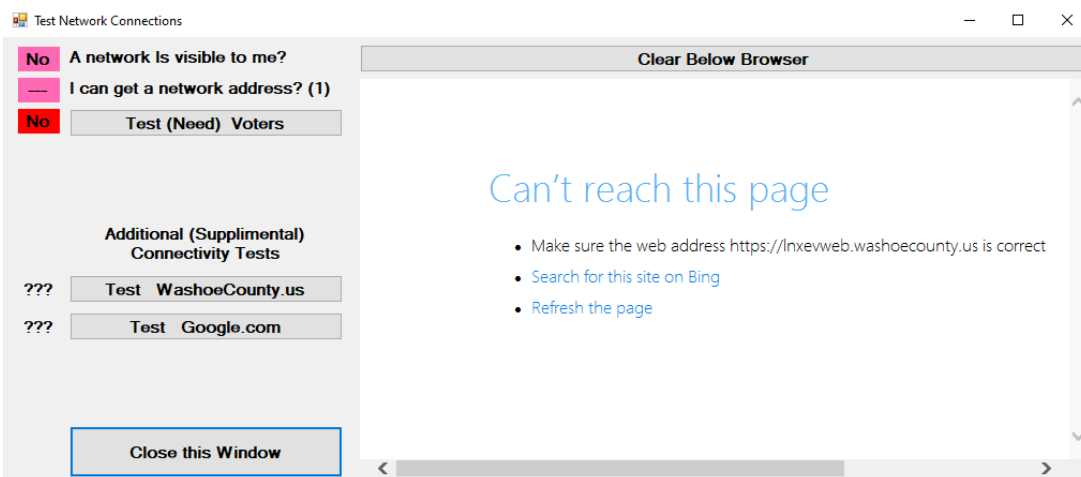 Test Network Connections
No A network Is visible to me?
--- I can get a network address? (1)
No Test (Need) Voters
Additional (Supplimental)
Connectivity Tests
??? Test WashoeCounty.us
??? Test Google.com
Close this Window
Clear Below Browser
Can't reach this page
• Make sure the web address https://lnxevweb.washoecounty.us is correct
• Search for this site on Bing
• Refresh the page